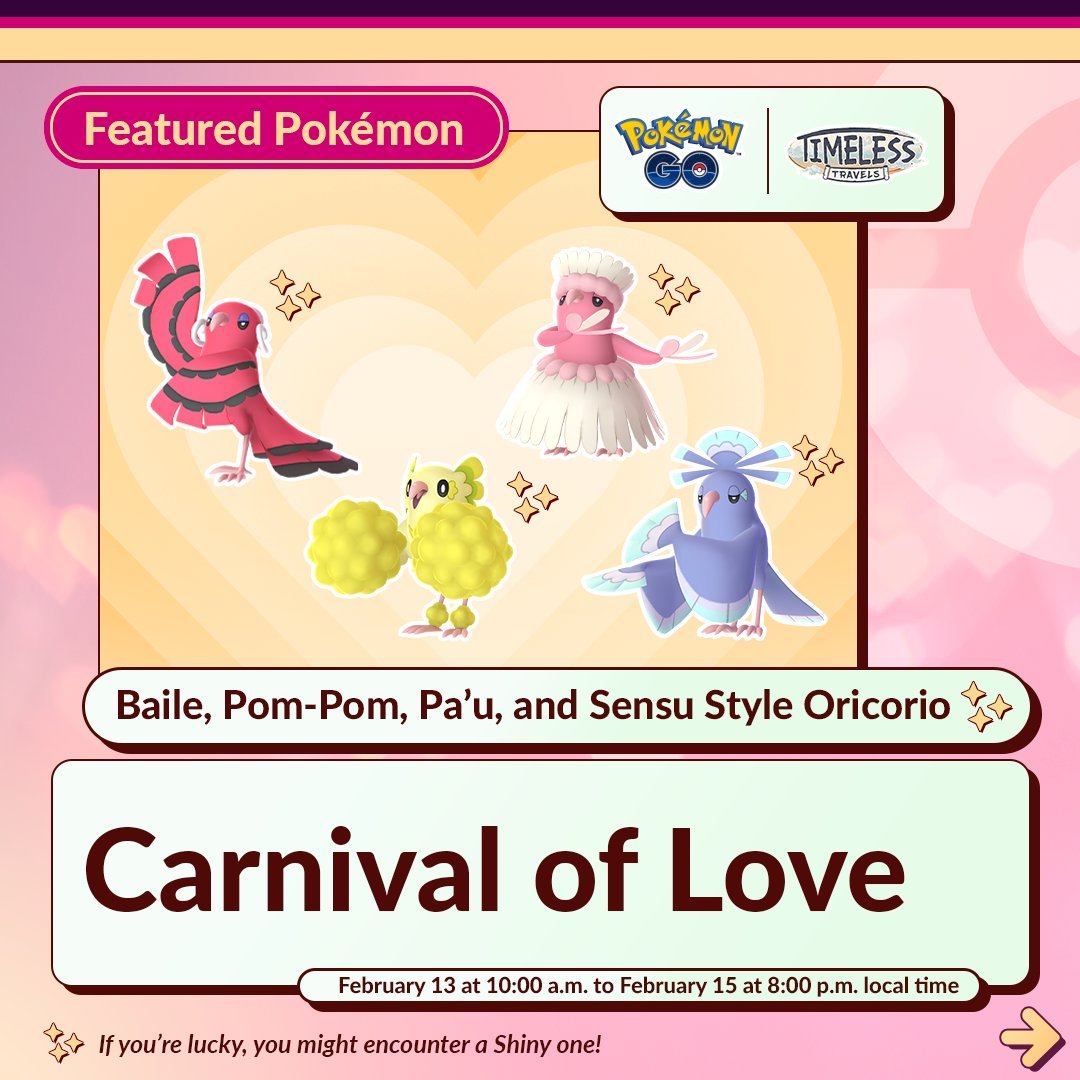 Featured Pokémon
POKÉMON
GO
TIMELESS
TRAVELS
Baile, Pom-Pom, Pa’u, and Sensu Style Oricorio
Carnival of Love
February 13 at 10:00 a.m. to February 15 at 8:00 p.m. local time
If you’re lucky, you might encounter a Shiny one!